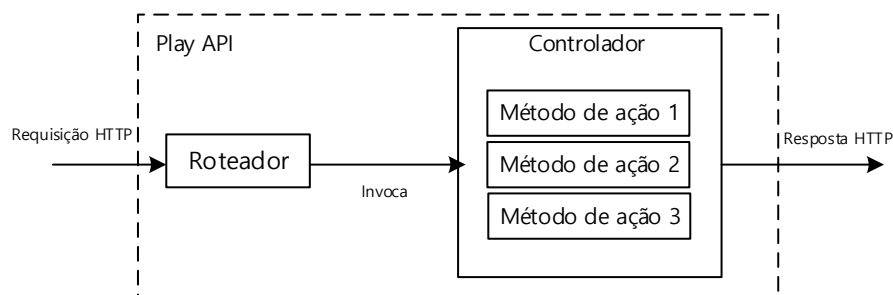 Play API
Controlador
Método de ação 1
Requisição HTTP
Roteador
Invoca
Método de ação 2
Método de ação 3
Resposta HTTP